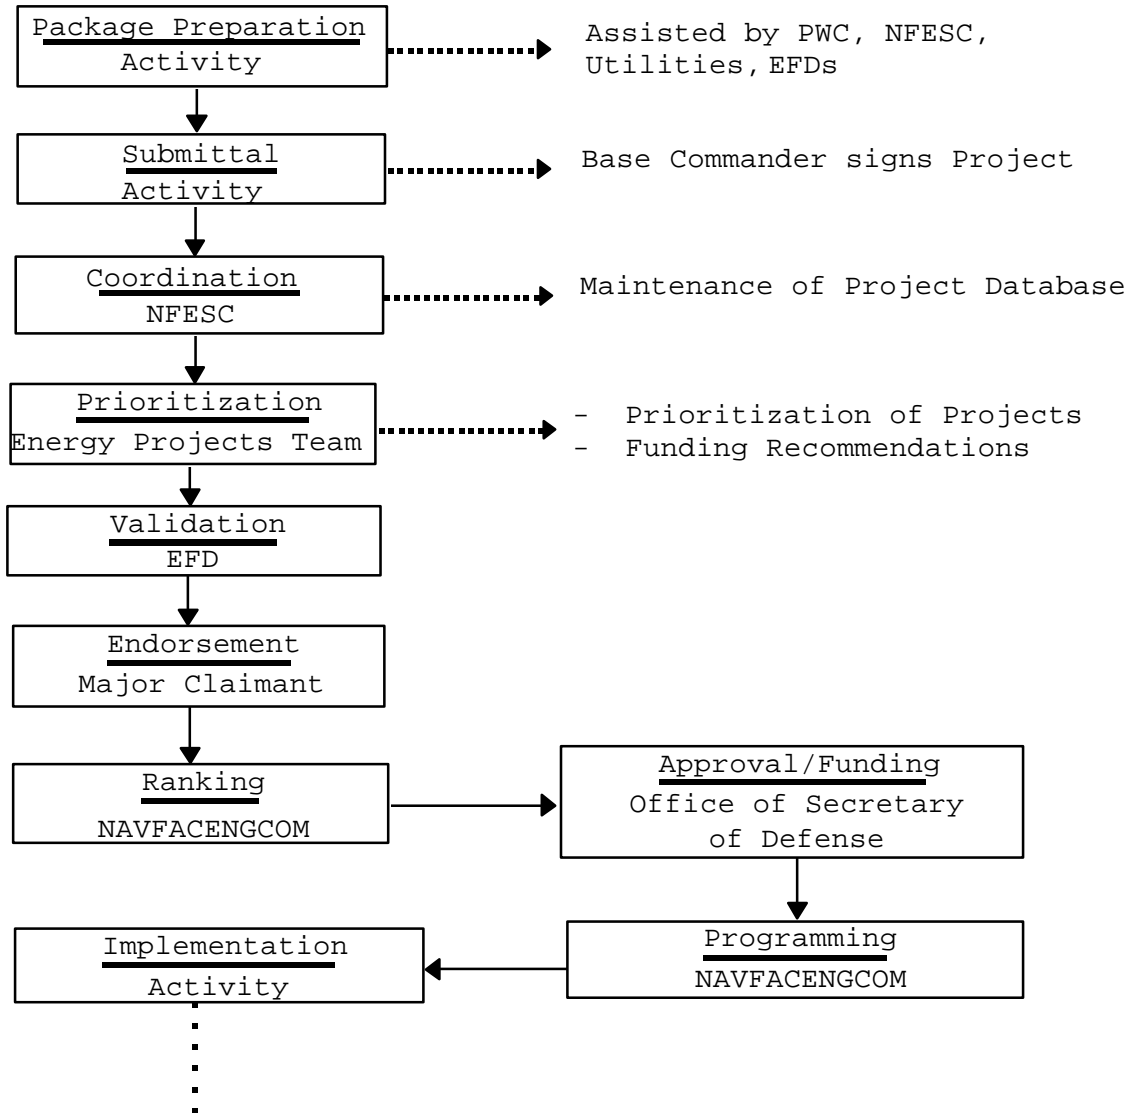 Package Preparation
Activity
Assisted by PWC, NFESC,
Utilities, EFDs
Submittal
Activity
Base Commander signs Project
Coordination
NFESC
Maintenance of Project Database
Prioritization
Energy Projects Team
- Prioritization of Projects
- Funding Recommendations
Validation
EFD
Endorsement
Major Claimant
Ranking
NAVFACENGCOM
Approval/Funding
Office of Secretary
of Defense
Programming
NAVFACENGCOM
Implementation
Activity